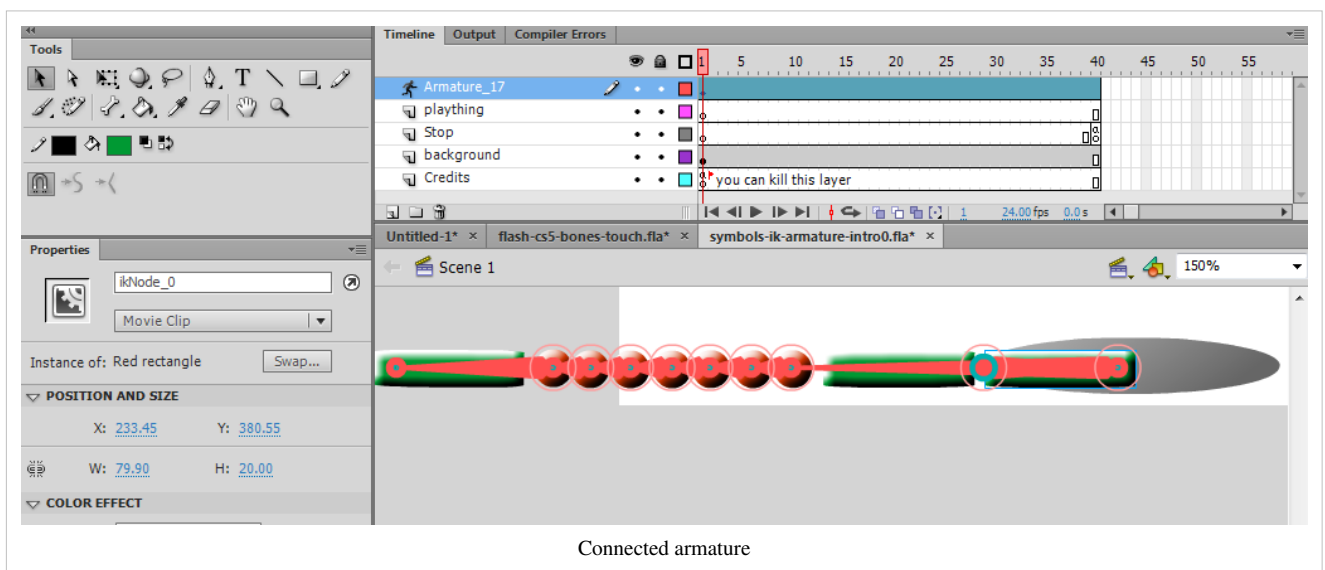 Tools
Timeline Output Compiler Errors
1 5 10 15 20 25 30 35 40 45 50 55
Armature_17
plaything
Stop
background
Credits
you can kill this layer
1 24.00 fps 0.0 s
Untitled-1* × flash-cs5-bones-touch.fla* × symbols-ik-armature-intro0.fla* ×
Scene 1
150%
Properties
ikNode_0
Movie Clip
Instance of: Red rectangle Swap...
POSITION AND SIZE
X: 233.45 Y: 380.55
W: 79.90 H: 20.00
COLOR EFFECT
Connected armature